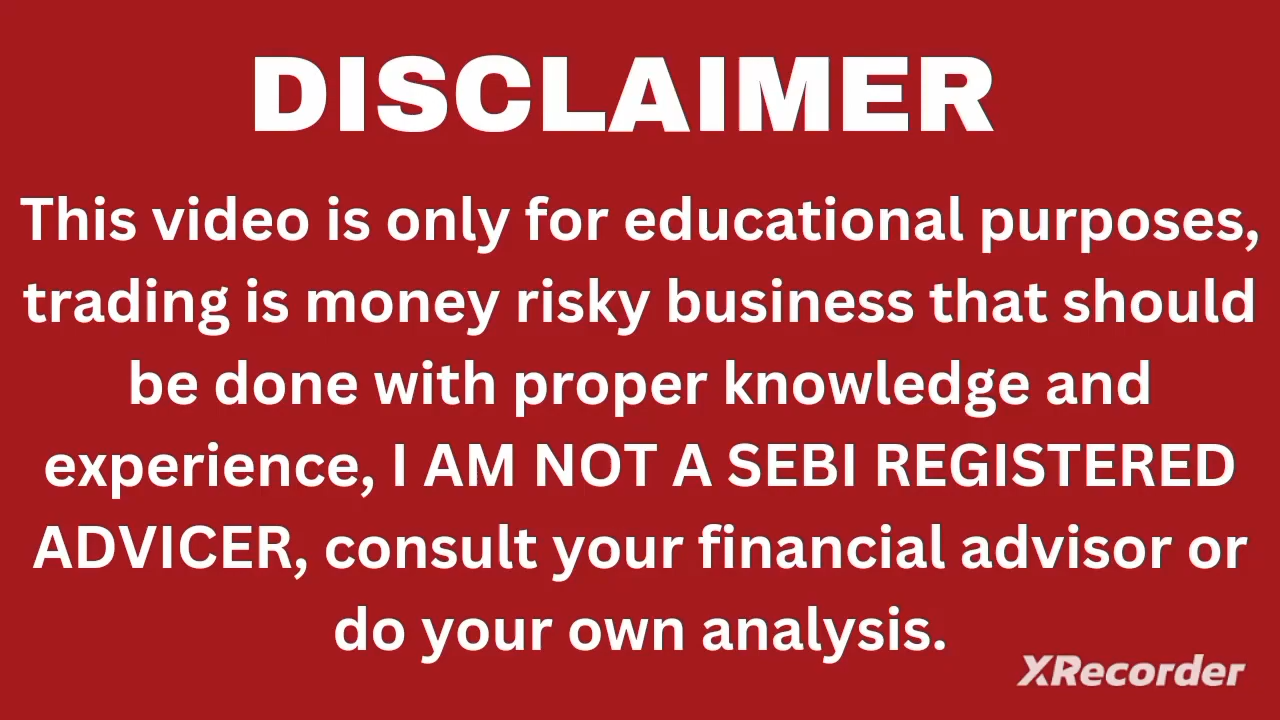 DISCLAIMER
This video is only for educational purposes,
trading is money risky business that should
be done with proper knowledge and
experience, I AM NOT A SEBI REGISTERED
ADVICER, consult your financial advisor or
do your own analysis.
XRecorder